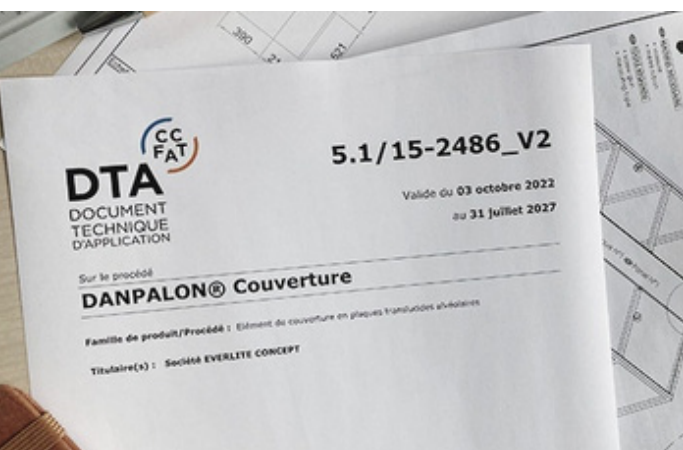 CC
FAT
DTA
DOCUMENT
TECHNIQUE
D'APPLICATION
5.1/15-2486_V2
Valide du 03 octobre 2022
au 31 juillet 2027
Sur le procédé
DANPALON® Couverture
Famille de produit/Procédé : Elément de couverture en plaques translucides alvéolaires
Titulaire(s) : Société EVERLITE CONCEPT
390